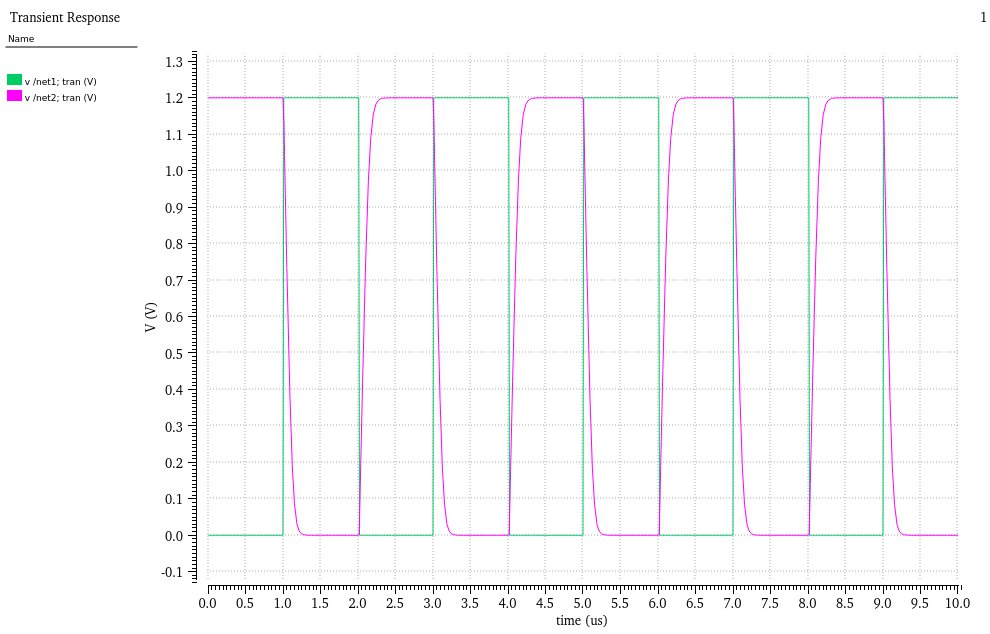 Transient Response
1
Name
v /net1; tran (V)
v /net2; tran (V)
1.3
1.2
1.1
1.0
0.9
0.8
0.7
0.6
0.5
0.4
0.3
0.2
0.1
0.0
-0.1
V (V)
0.0 0.5 1.0 1.5 2.0 2.5 3.0 3.5 4.0 4.5 5.0 5.5 6.0 6.5 7.0 7.5 8.0 8.5 9.0 9.5 10.0
time (us)